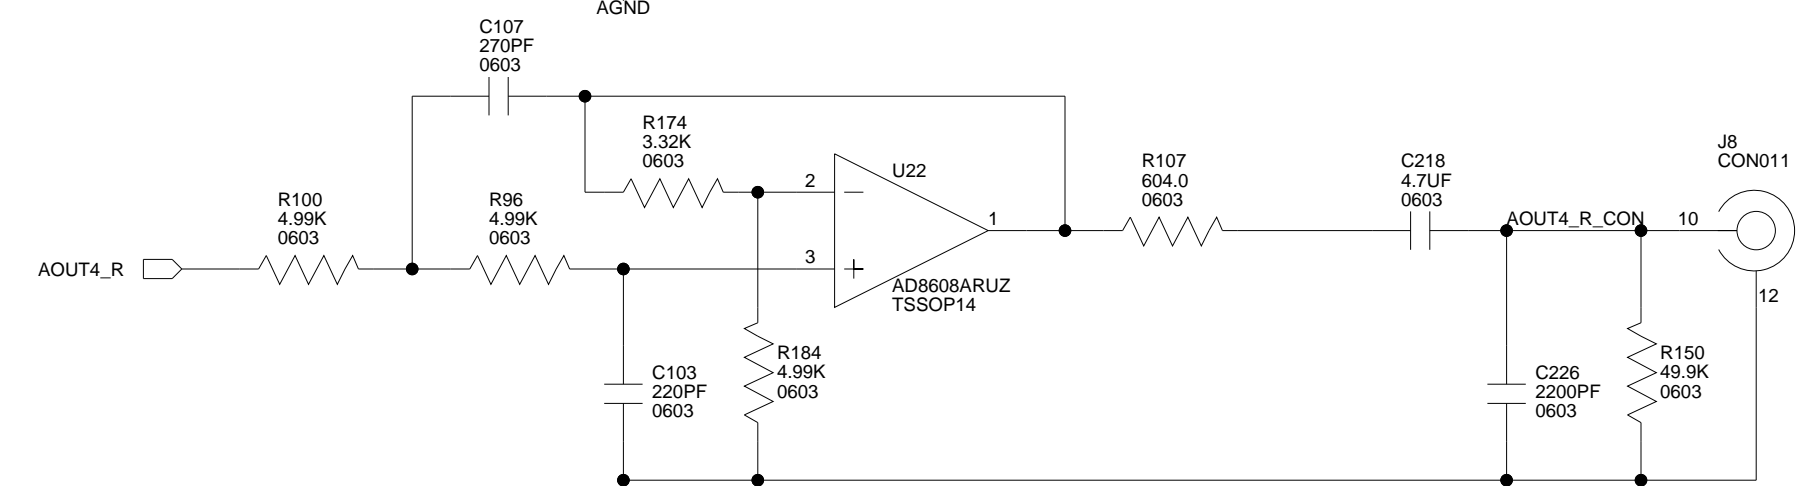 AGND
C107
270PF
0603
R174
3.32K
0603
U22
2
3
1
AD8608ARUZ
TSSOP14
R100
4.99K
0603
R96
4.99K
0603
AOUT4_R
R107
604.0
0603
C218
4.7UF
0603
J8
CON011
AOUT4_R_CON
10
12
C103
220PF
0603
R184
4.99K
0603
C226
2200PF
0603
R150
49.9K
0603